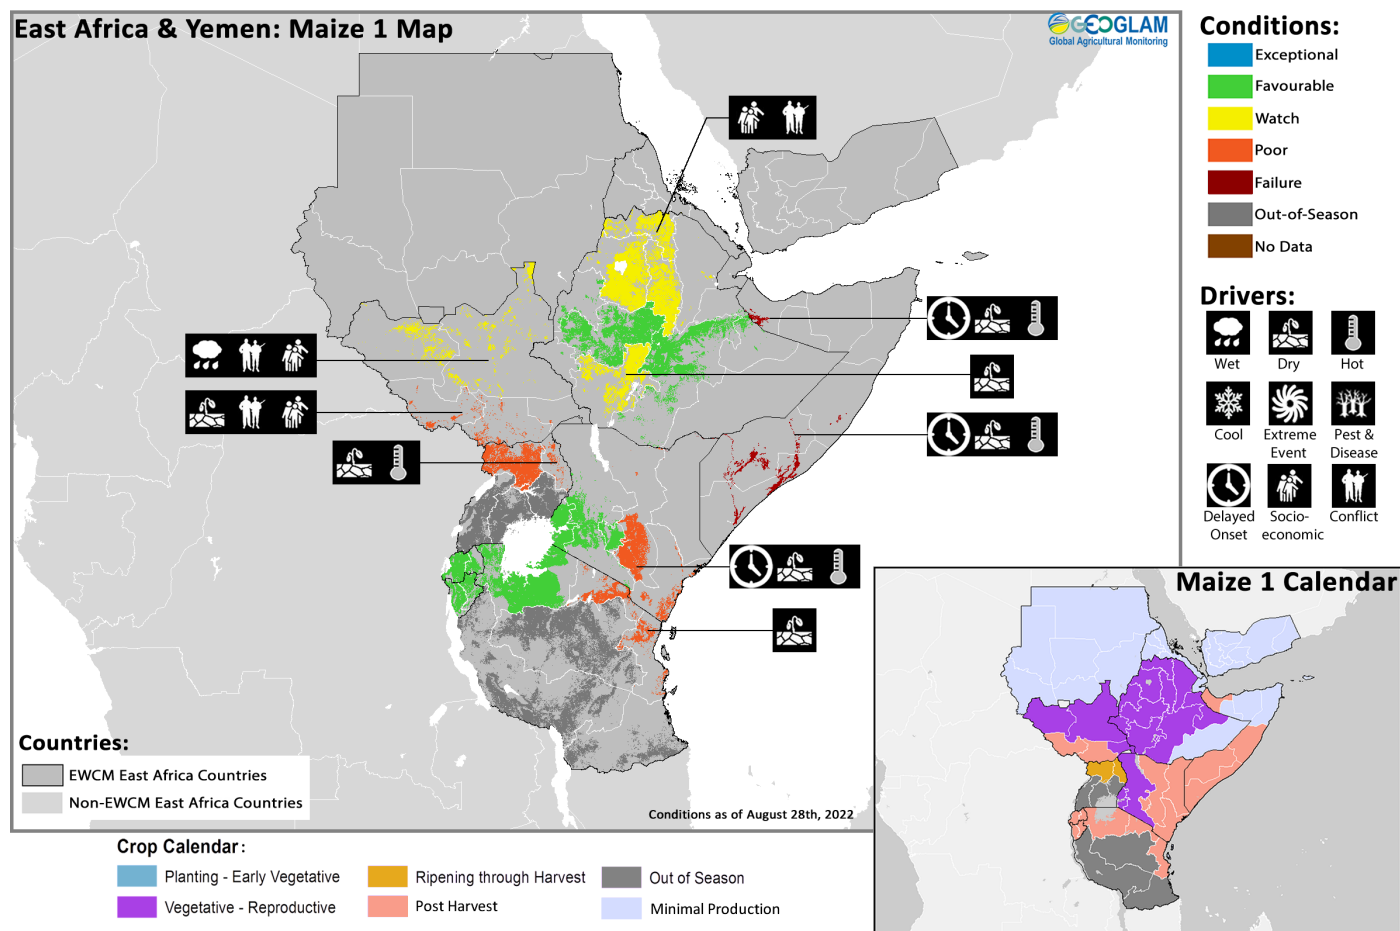 East Africa & Yemen: Maize 1 Map
GEOGLAM
Global Agricultural Monitoring
Conditions:
Exceptional
Favourable
Watch
Poor
Failure
Out-of-Season
No Data
Drivers:
Wet
Dry
Hot
Cool
Extreme
Event
Pest &
Disease
Delayed
Onset
Socio-
economic
Conflict
Countries:
EWCM East Africa Countries
Non-EWCM East Africa Countries
Conditions as of August 28th, 2022
Maize 1 Calendar
Crop Calendar:
Planting - Early Vegetative
Ripening through Harvest
Out of Season
Vegetative - Reproductive
Post Harvest
Minimal Production